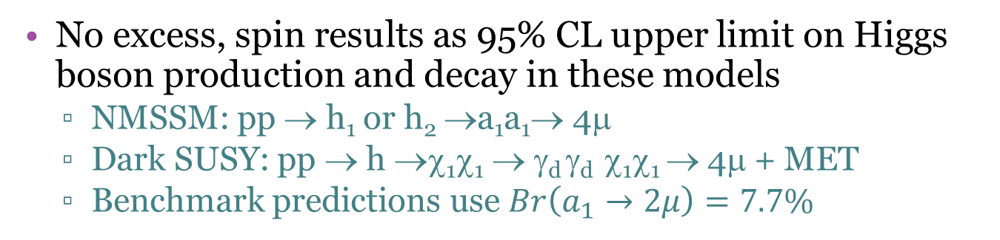 • No excess, spin results as 95% CL upper limit on Higgs
boson production and decay in these models
▫ NMSSM: pp → h₁ or h₂ →a₁a₁→ 4μ
▫ Dark SUSY: pp → h →χ₁χ₁ → γ_dγ_d χ₁χ₁ → 4μ + MET
▫ Benchmark predictions use Br(a₁ → 2μ) = 7.7%